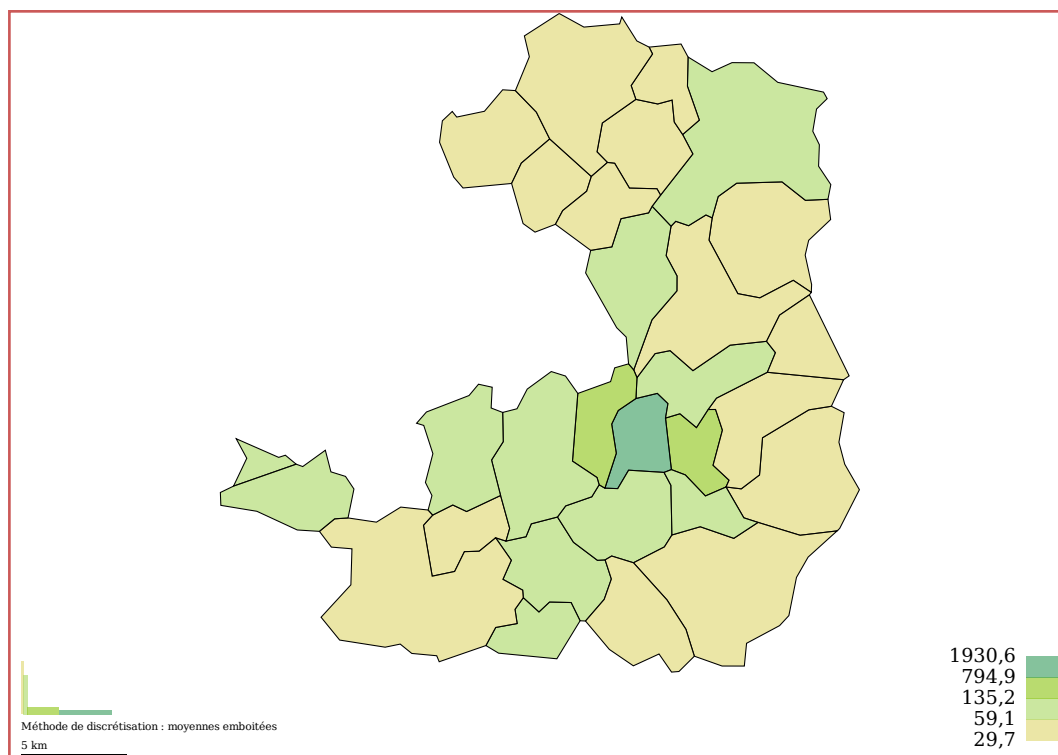 1930,6
794,9
135,2
59,1
29,7
Méthode de discrétisation : moyennes emboitées
5 km